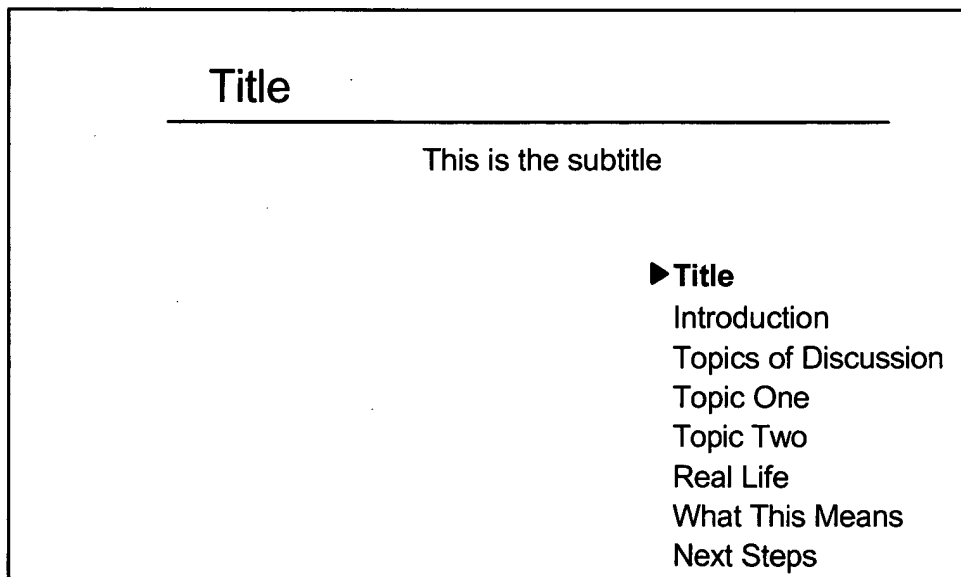 Title
This is the subtitle
Title
Introduction
Topics of Discussion
Topic One
Topic Two
Real Life
What This Means
Next Steps